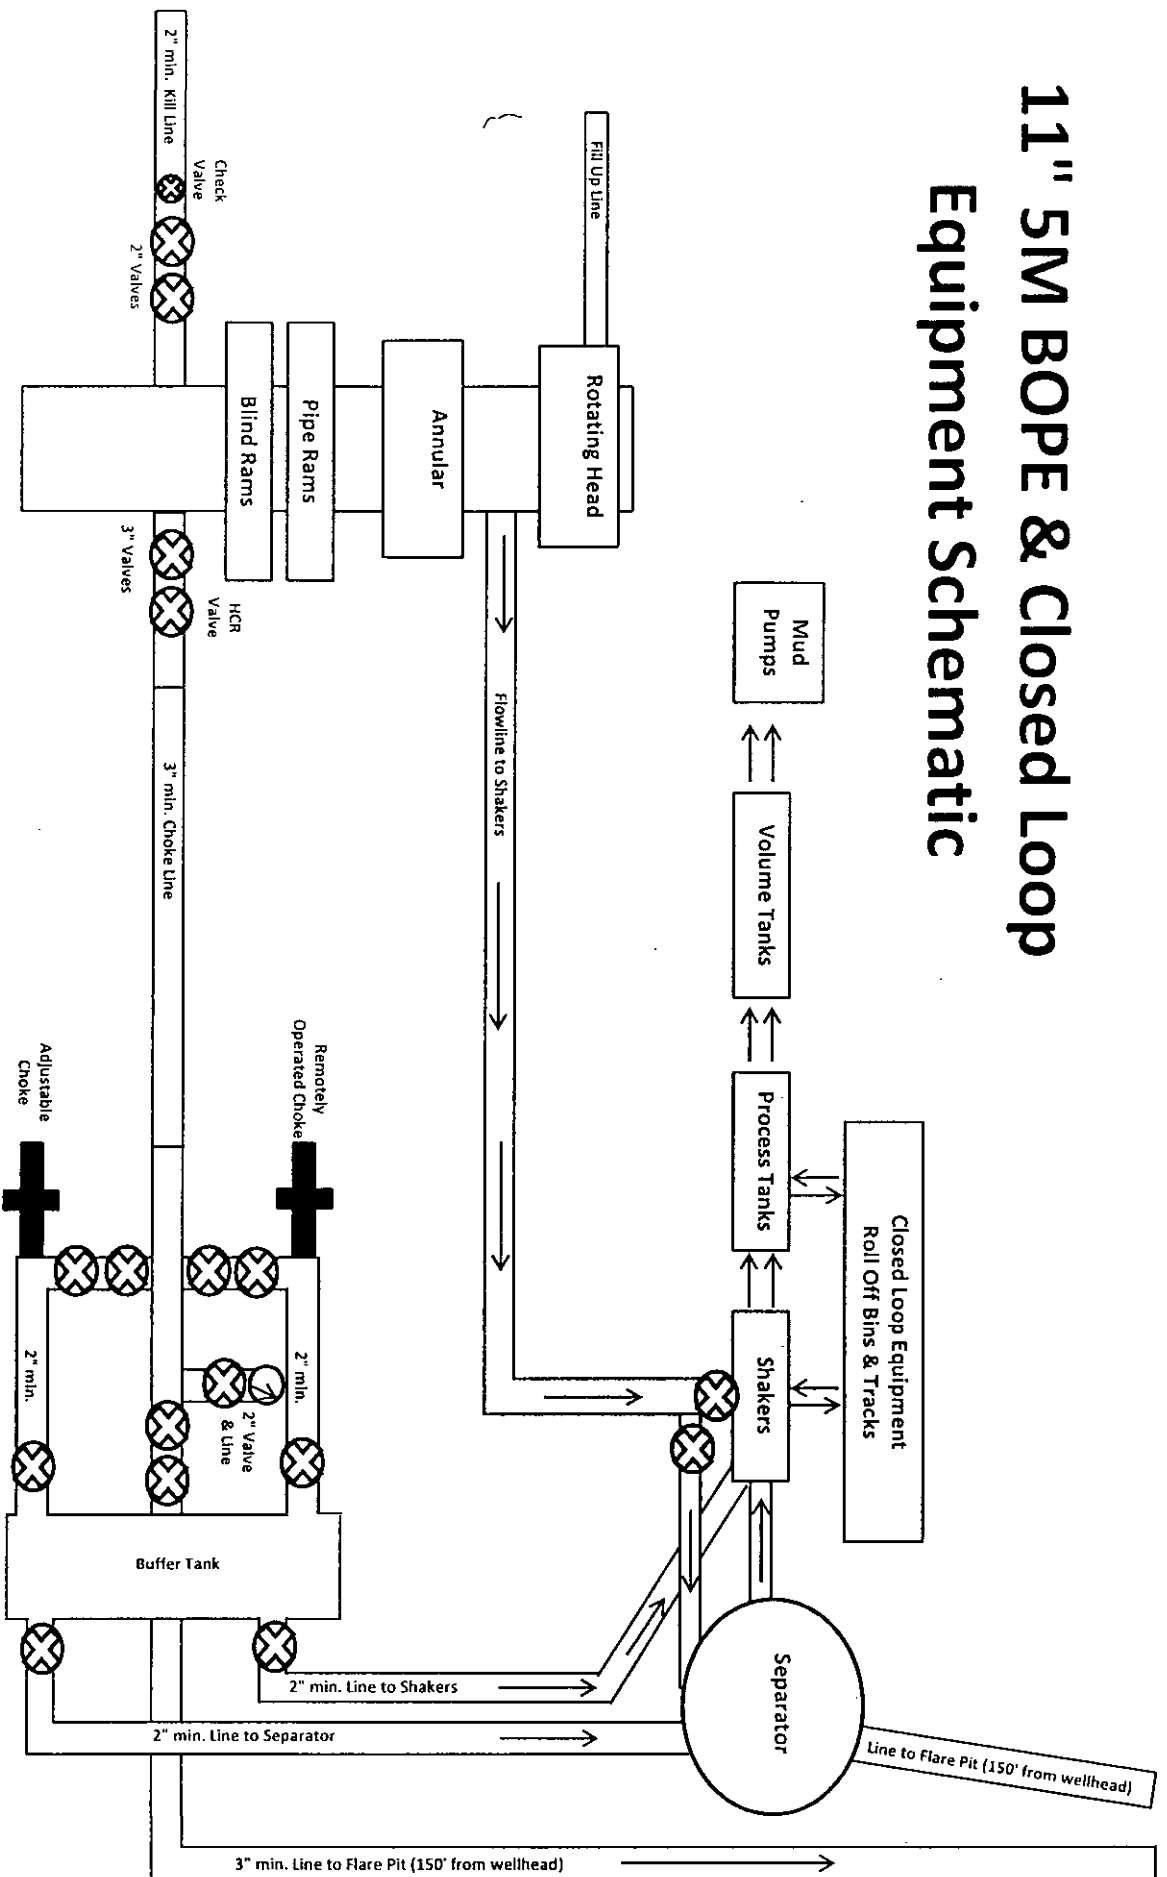 11" 5M BOPE & Closed Loop
Equipment Schematic
Closed Loop Equipment
Roll Off Bins & Tracks
Mud
Pumps
Volume Tanks
Process Tanks
Shakers
Separator
Line to Flare Pit (150' from wellhead)
Fill Up Line
Rotating Head
Flowline to Shakers
Annular
Pipe Rams
Blind Rams
Check
Valve
2" min. Kill Line
2" Valves
HCR
Valve
3" Valves
3" min. Choke Line
Remotely
Operated Choke
Adjustable
Choke
2" min.
2" Valve
& Line
2" min.
Buffer Tank
2" min. Line to Shakers
2" min. Line to Separator
3" min. Line to Flare Pit (150' from wellhead)